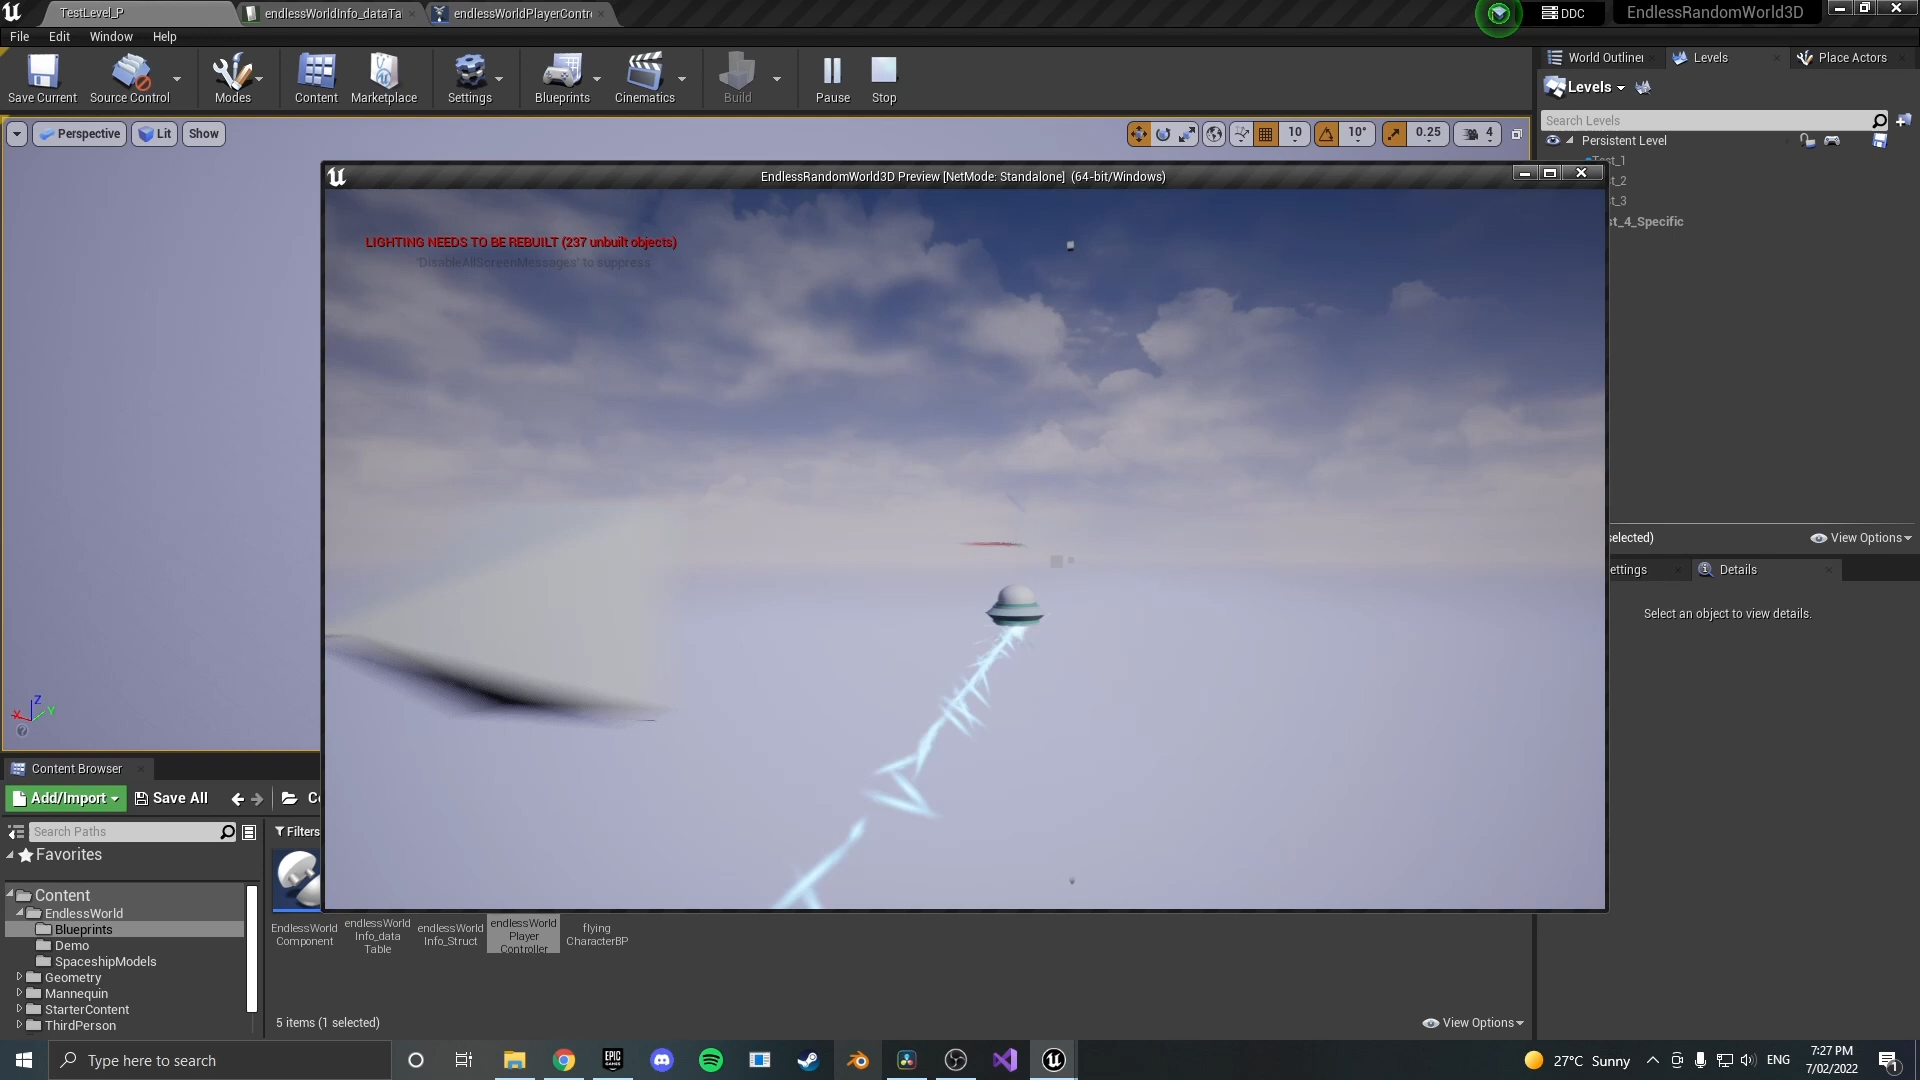 TestLevel_P
endlessWorldInfo_dataTa
endlessWorldPlayerContr
DDC
EndlessRandomWorld3D
File
Edit
Window
Help
Save Current
Source Control
Modes
Content
Marketplace
Settings
Blueprints
Cinematics
Build
Pause
Stop
World Outliner
Levels
Place Actors
Levels
Search Levels
Persistent Level
Test_1
t_2
t_3
st_4_Specific
Perspective
Lit
Show
10
10°
0.25
4
EndlessRandomWorld3D Preview [NetMode: Standalone] (64-bit/Windows)
LIGHTING NEEDS TO BE REBUILT (237 unbuilt objects)
'DisableAllScreenMessages' to suppress
selected)
View Options
ettings
Details
Select an object to view details.
Z
X
Y
Content Browser
Add/Import
Save All
Search Paths
Filters
Favorites
Content
EndlessWorld
Blueprints
Demo
SpaceshipModels
Geometry
Mannequin
StarterContent
ThirdPerson
EndlessWorld
Component
endlessWorld
Info_data
Table
endlessWorld
Info_Struct
endlessWorld
Player
Controller
flying
CharacterBP
5 items (1 selected)
View Options
Type here to search
EPIC
GAMES
27°C Sunny
ENG
7:27 PM
7/02/2022
1